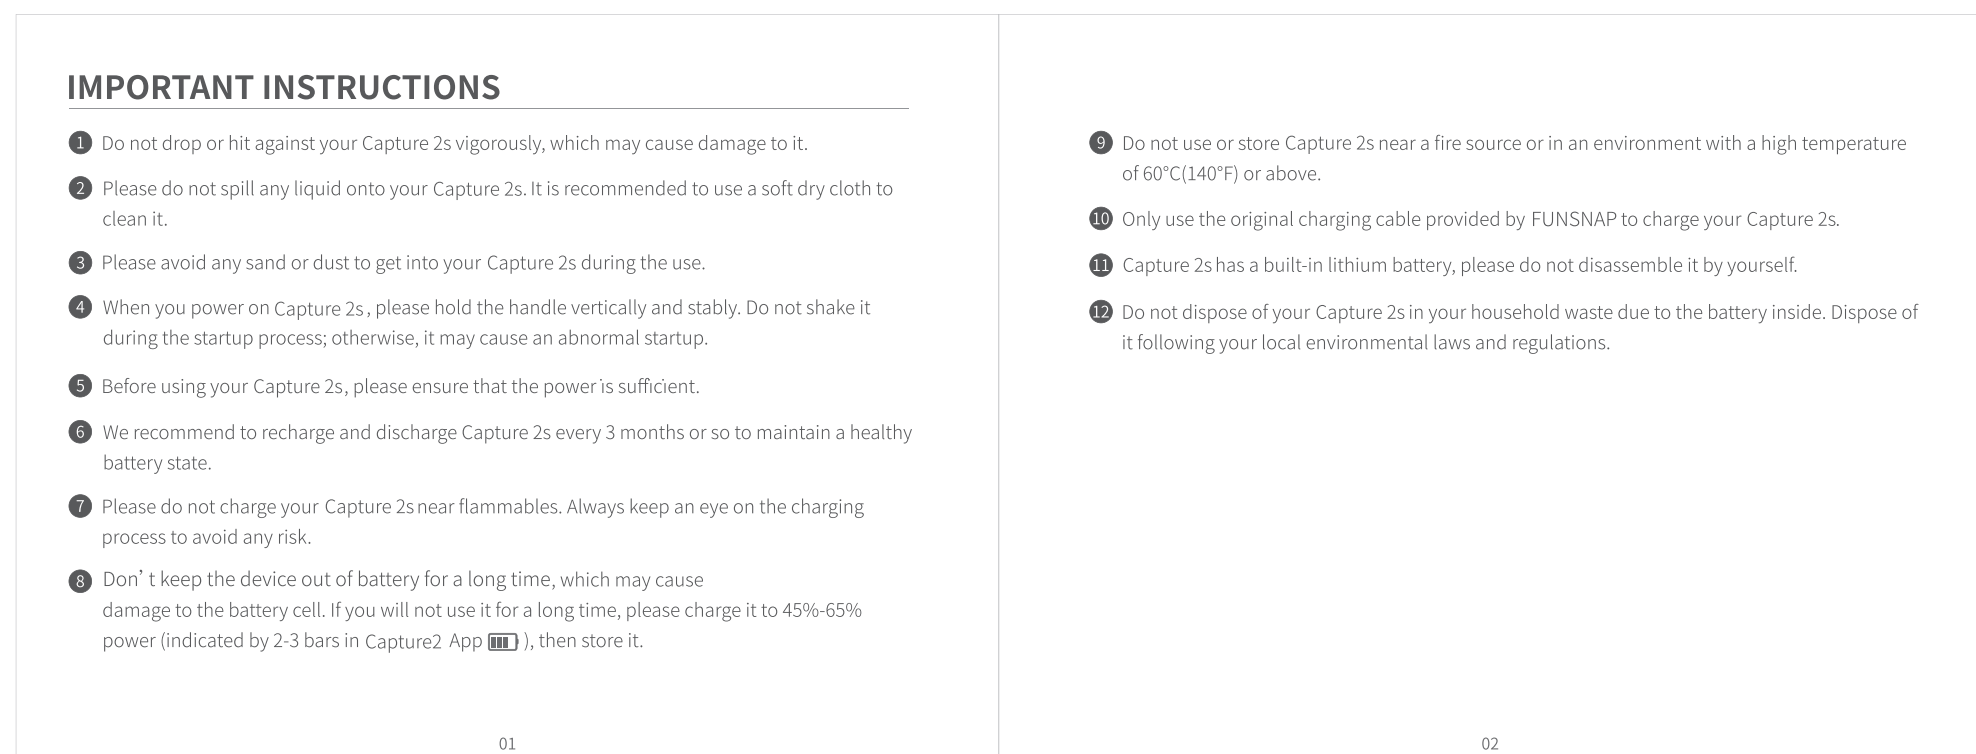 IMPORTANT INSTRUCTIONS
1 Do not drop or hit against your Capture 2s vigorously, which may cause damage to it.
2 Please do not spill any liquid onto your Capture 2s. It is recommended to use a soft dry cloth to
clean it.
3 Please avoid any sand or dust to get into your Capture 2s during the use.
4 When you power on Capture 2s, please hold the handle vertically and stably. Do not shake it
during the startup process; otherwise, it may cause an abnormal startup.
5 Before using your Capture 2s, please ensure that the power is sufficient.
6 We recommend to recharge and discharge Capture 2s every 3 months or so to maintain a healthy
battery state.
7 Please do not charge your Capture 2s near flammables. Always keep an eye on the charging
process to avoid any risk.
8 Don’t keep the device out of battery for a long time, which may cause
damage to the battery cell. If you will not use it for a long time, please charge it to 45%-65%
power (indicated by 2-3 bars in Capture2 App ), then store it.
01
9 Do not use or store Capture 2s near a fire source or in an environment with a high temperature
of 60°C(140°F) or above.
10 Only use the original charging cable provided by FUNSNAP to charge your Capture 2s.
11 Capture 2s has a built-in lithium battery, please do not disassemble it by yourself.
12 Do not dispose of your Capture 2s in your household waste due to the battery inside. Dispose of
it following your local environmental laws and regulations.
02